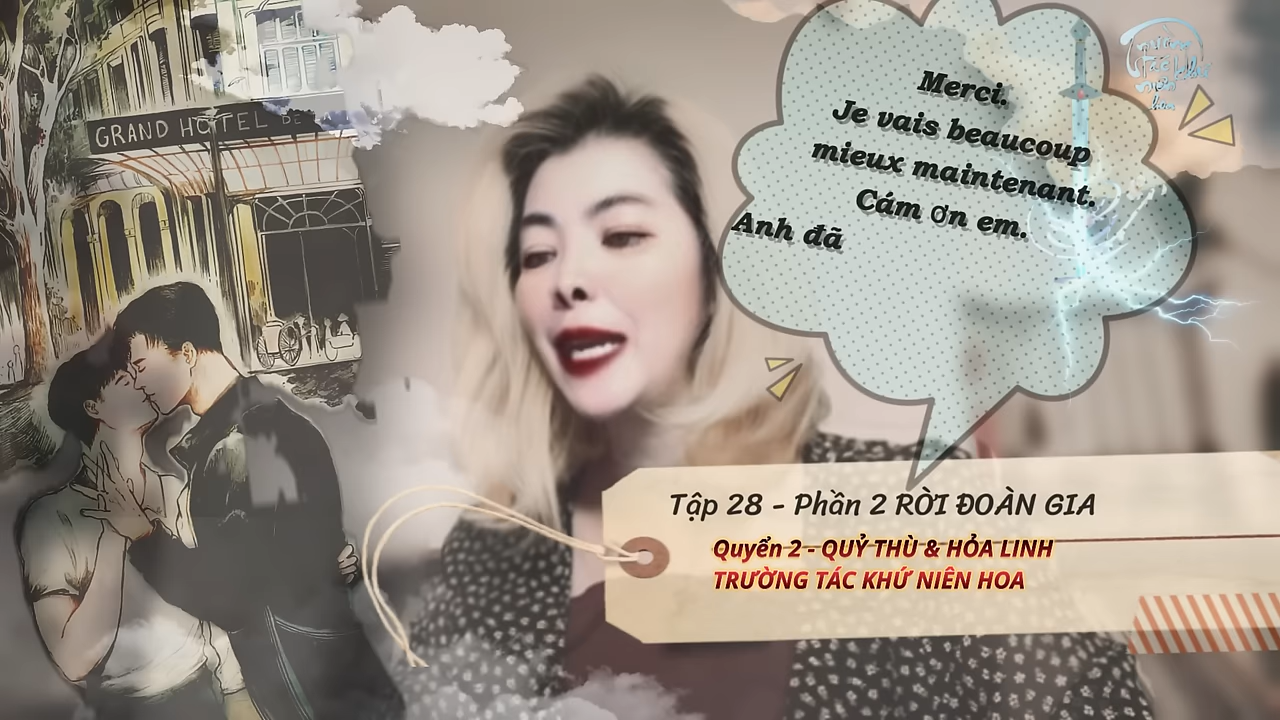 GRAND HOTEL DE
Merci.
Je vais beaucoup
mieux maintenant.
Cám ơn em.
Anh đã
Tập 28 - Phần 2 RỜI ĐOÀN GIA
Quyển 2 - QUỶ THÙ & HỎA LINH
TRƯỜNG TÁC KHỨ NIÊN HOA